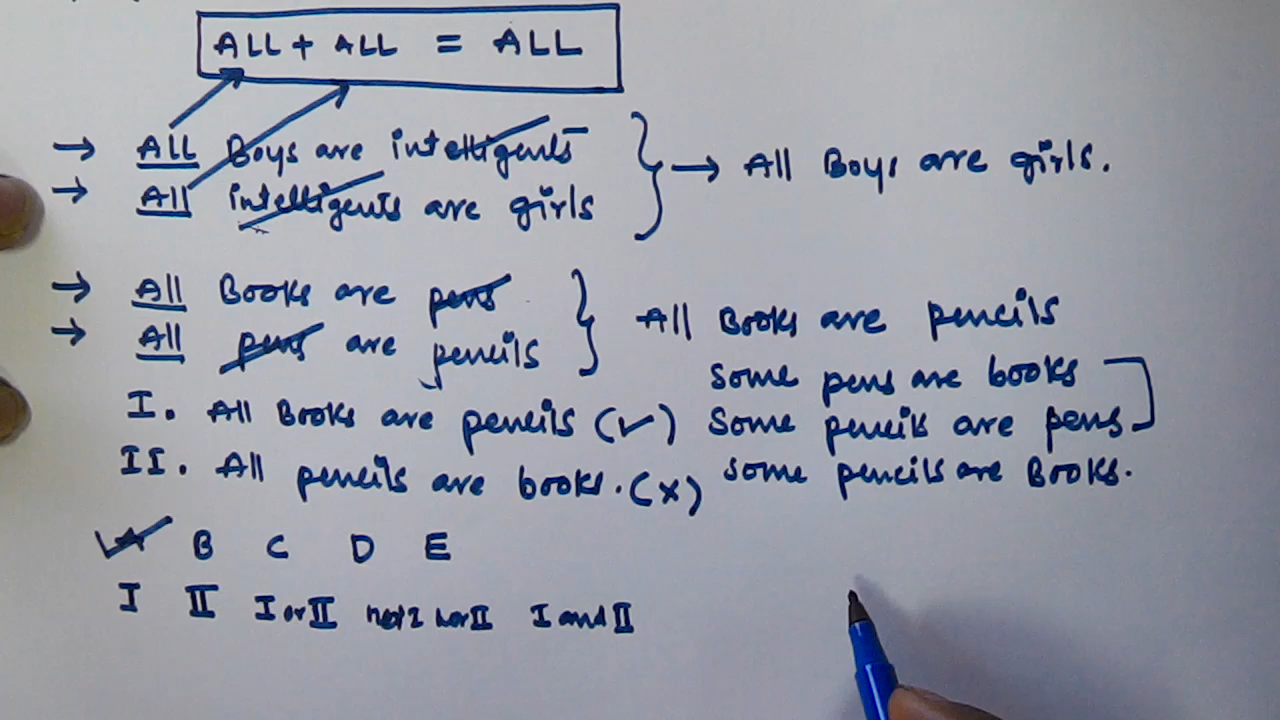 ALL + ALL = ALL
→ ALL Boys are intelligents
→ All intelligents are girls
→ All Boys are girls.
→ All Books are pens
→ All pens are pencils
All Books are pencils
Some pens are books
I. All Books are pencils (✓) Some pencils are pens
II. All pencils are books. (x) Some pencils are Books.
A B C D E
I II I or II not I nor II I and II